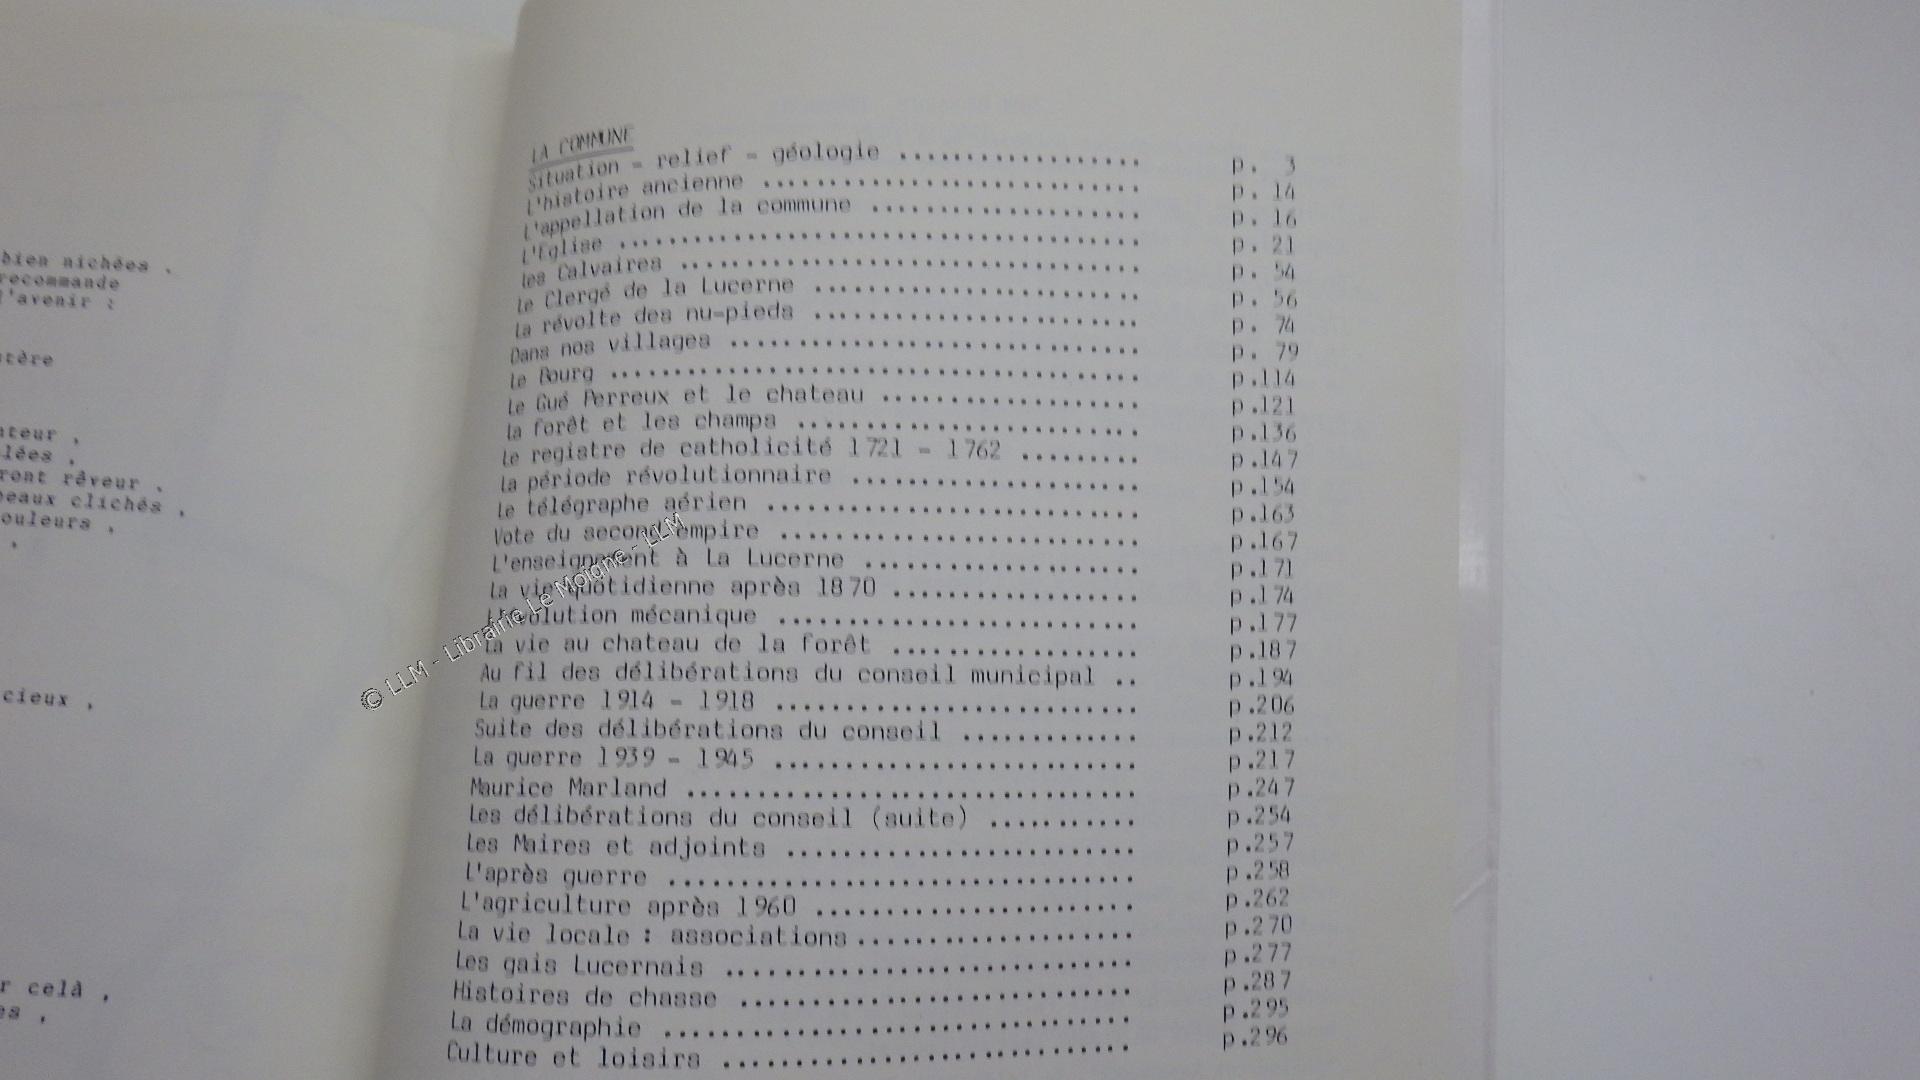 bien nichées .
recommande
l'avenir :
tère
ateur ,
lées ,
ront rêveur .
beaux clichés ,
ouleurs ,
cieux ,
r celà ,
es ,
LA COMMUNE
Situation - relief - géologie .................. p. 3
L'histoire ancienne ............................ p. 14
L'appellation de la commune .................... p. 16
L'Eglise ....................................... p. 21
Les Calvaires .................................. p. 54
Le Clergé de la Lucerne ........................ p. 56
La révolte des nu-pieds ........................ p. 74
Dans nos villages .............................. p. 79
Le Bourg ....................................... p.114
Le Gué Perreux et le chateau ................... p.121
La forêt et les champs ......................... p.136
Le registre de catholicité 1721 - 1762 ......... p.147
La période révolutionnaire ..................... p.154
Le télégraphe aérien ........................... p.163
Vote du second empire .......................... p.167
L'enseignement à La Lucerne .................... p.171
La vie quotidienne après 1870 .................. p.174
L'évolution mécanique .......................... p.177
La vie au chateau de la forêt .................. p.187
Au fil des délibérations du conseil municipal .. p.194
La guerre 1914 - 1918 .......................... p.206
Suite des délibérations du conseil ............. p.212
La guerre 1939 - 1945 .......................... p.217
Maurice Marland ................................ p.247
Les délibérations du conseil (suite) ........... p.254
Les Maires et adjoints ......................... p.257
L'après guerre ................................. p.258
L'agriculture après 1960 ....................... p.262
La vie locale : associations ................... p.270
Les gais Lucernais ............................. p.277
Histoires de chasse ............................ p.287
La démographie ................................. p.295
Culture et loisirs ............................. p.296
© LLM - Librairie Le Moigne - LLM